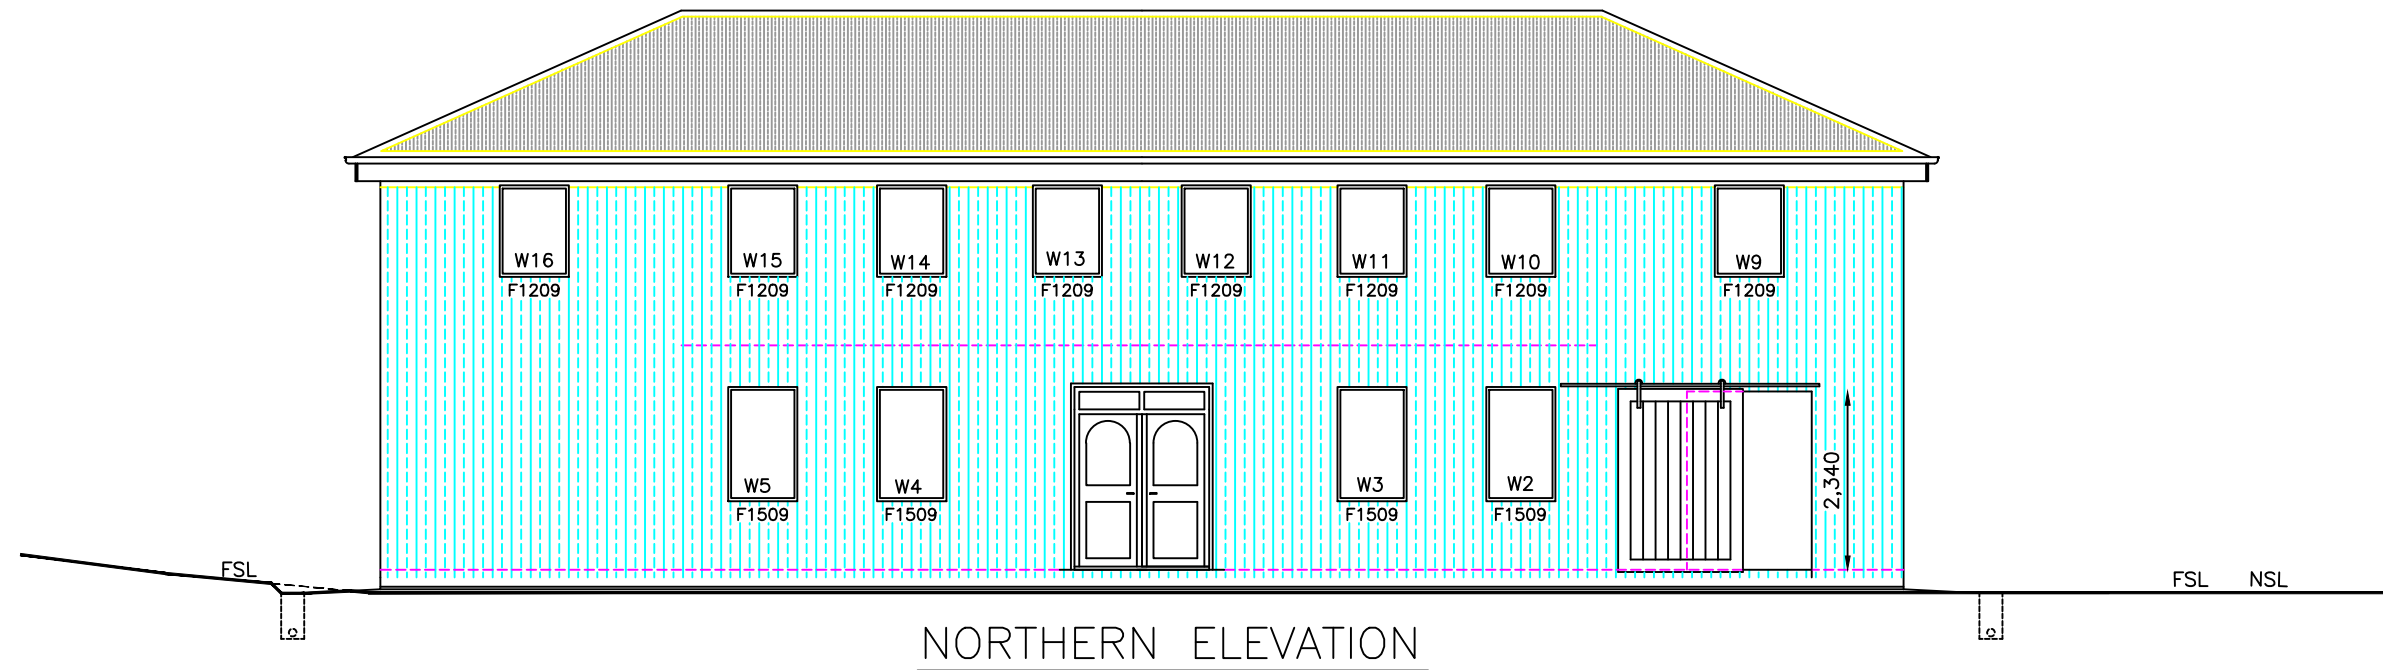 W16 W15 W14 W13 W12 W11 W10 W9
F1209 F1209 F1209 F1209 F1209 F1209 F1209 F1209
W5 W4 W3 W2
F1509 F1509 F1509 F1509
2,340
FSL
FSL NSL
NORTHERN ELEVATION